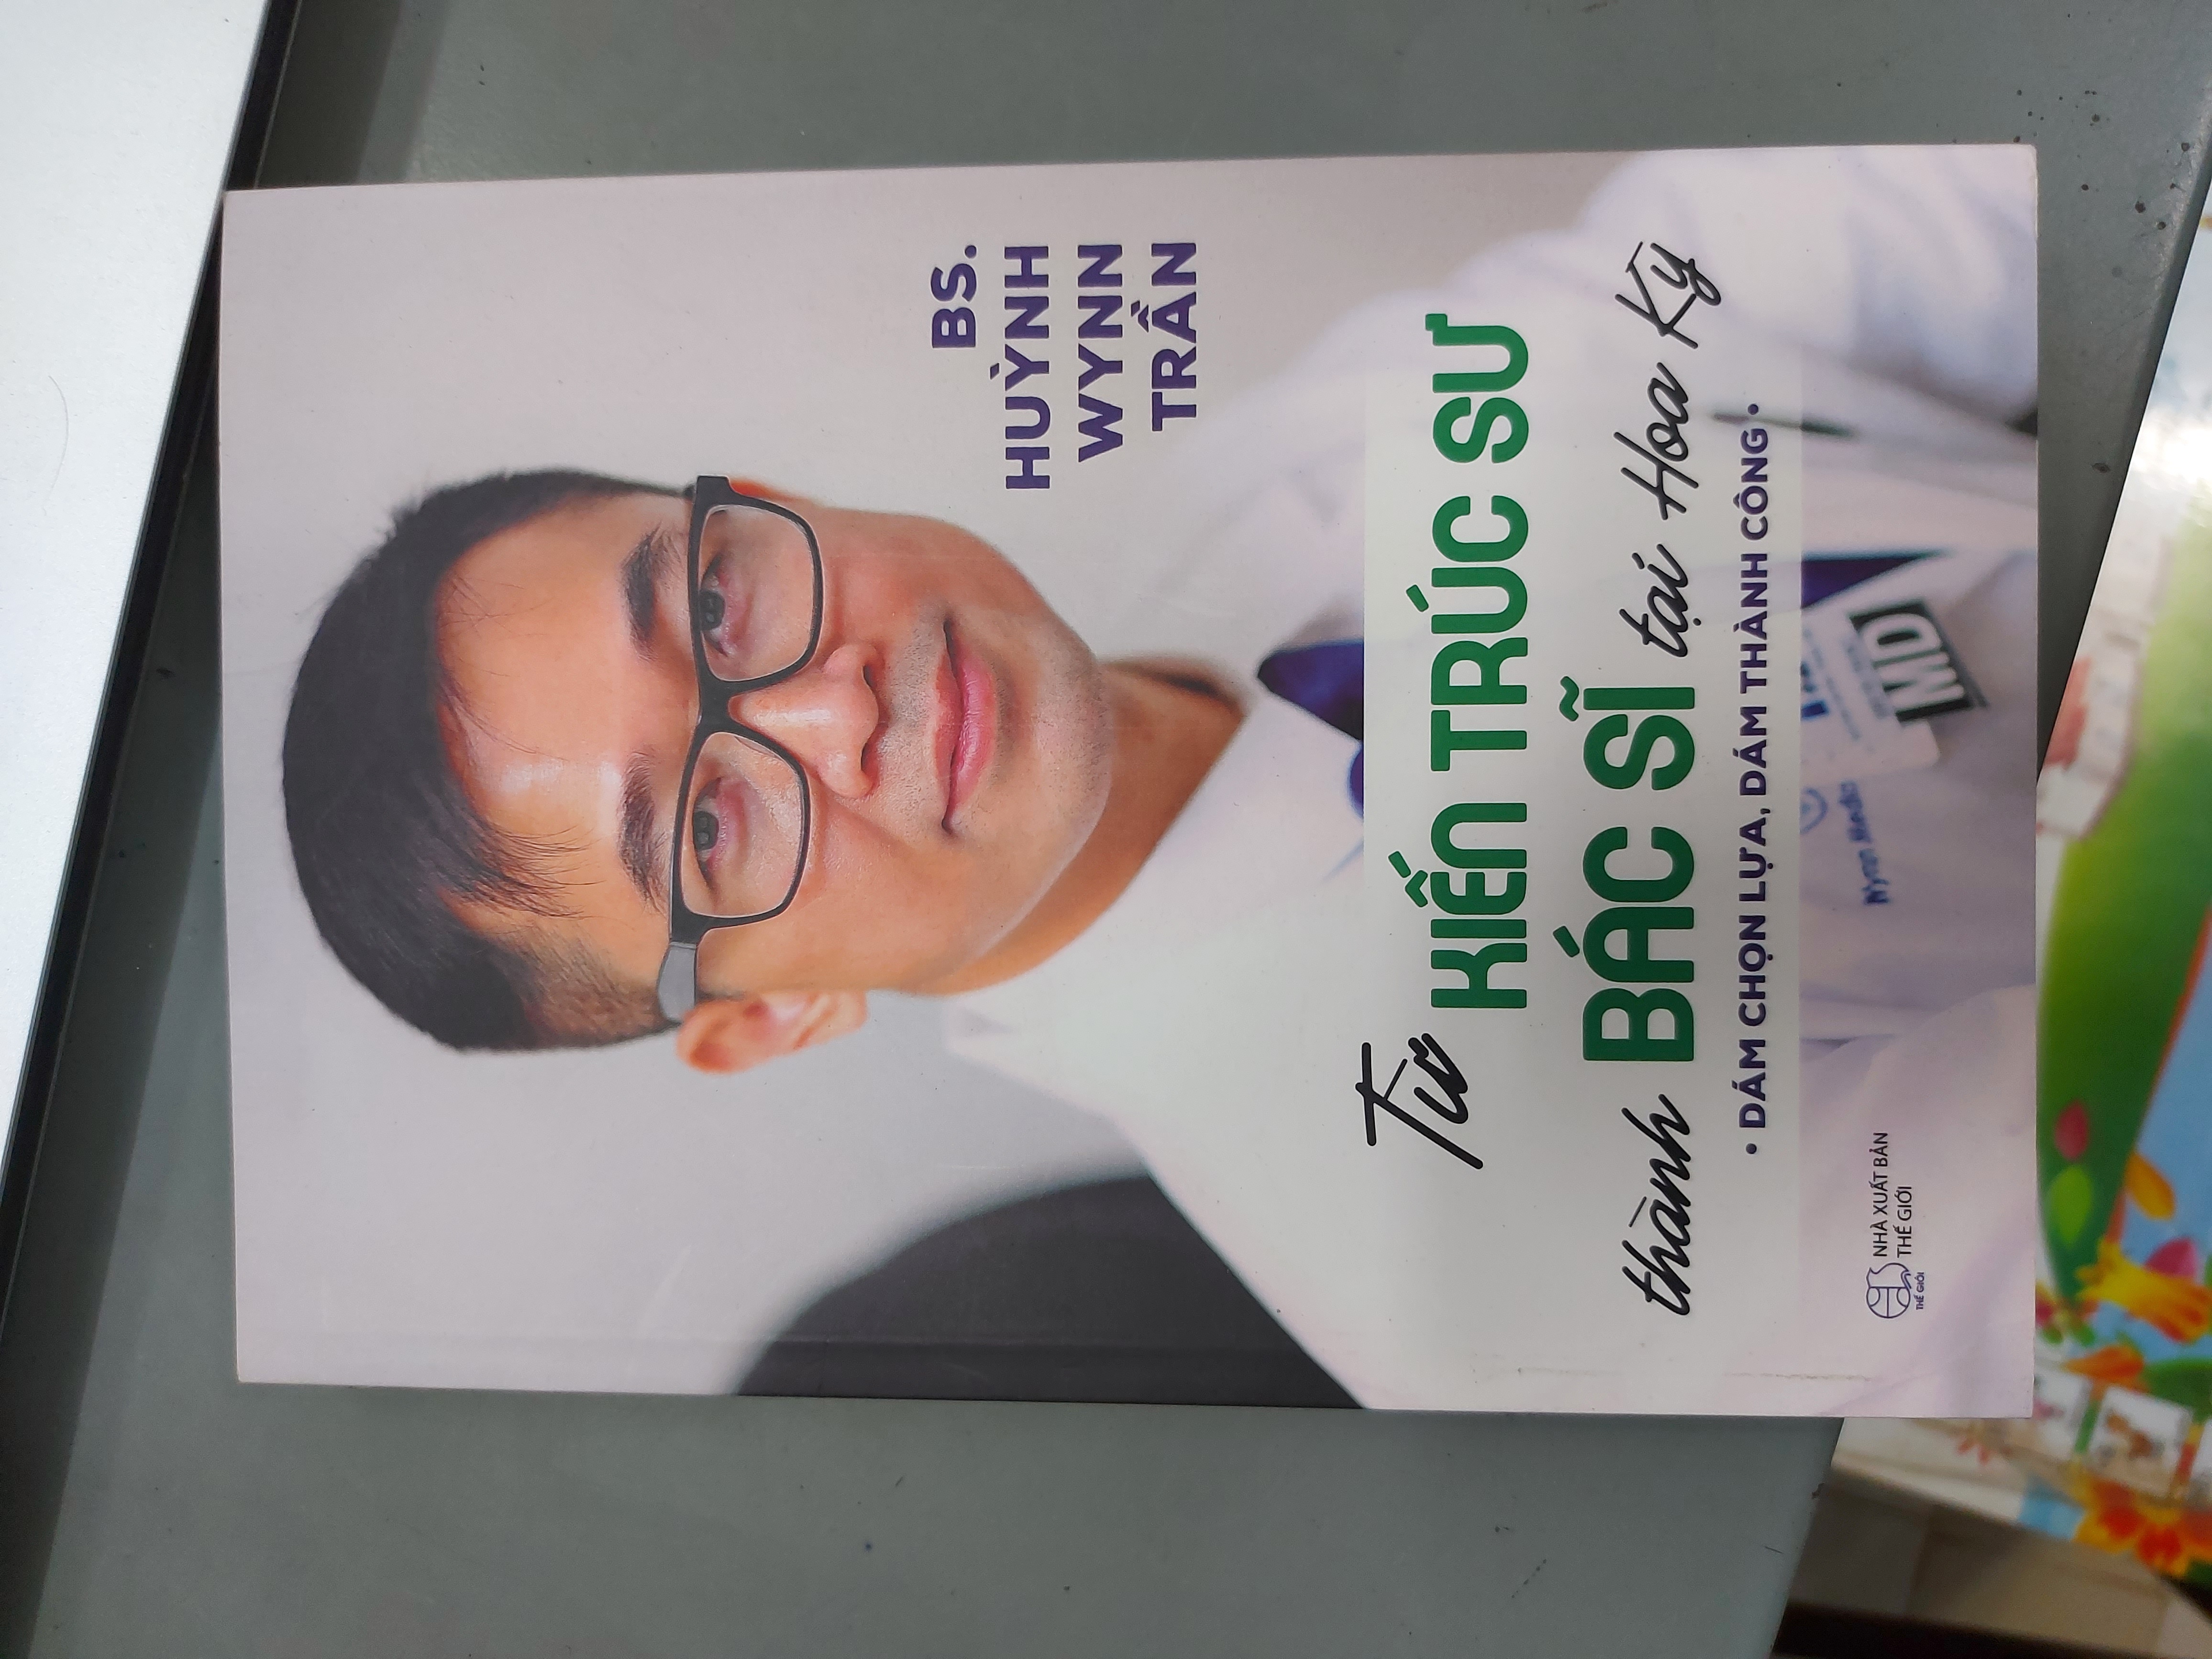 BS.
HUỲNH
WYNN
TRẦN
Từ KIẾN TRÚC SƯ
thành BÁC SĨ tại Hoa Kỳ
• DÁM CHỌN LỰA, DÁM THÀNH CÔNG •
Wynn Medic
MD
NHÀ XUẤT BẢN
THẾ GIỚI
THẾ GIỚI